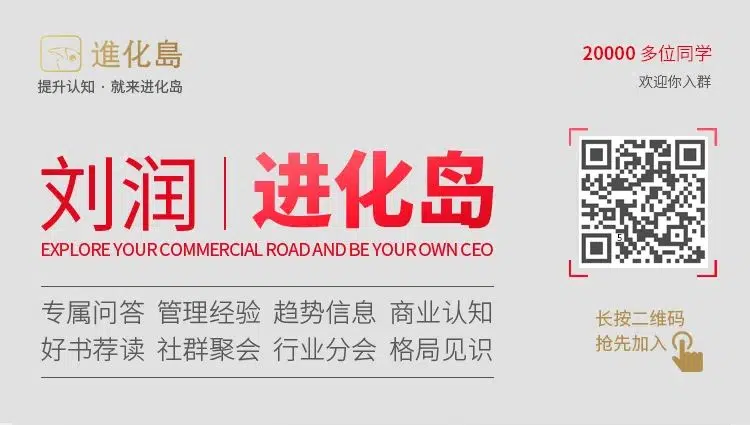 進化島
提升认知 · 就来进化岛
20000 多位同学
欢迎你入群
刘润 | 进化岛
EXPLORE YOUR COMMERCIAL ROAD AND BE YOUR OWN CEO
专属问答 管理经验 趋势信息 商业认知
好书荐读 社群聚会 行业分会 格局见识
5
长按二维码
抢先加入